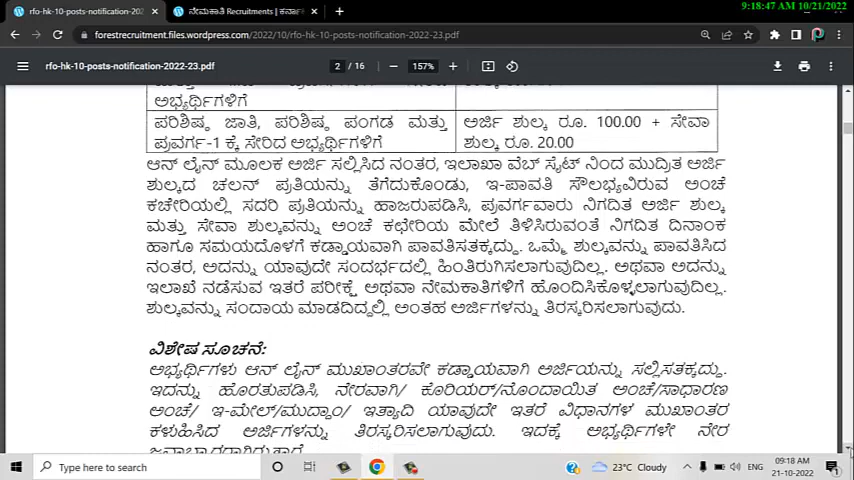 9:18:47 AM 10/21/2022
rfo-hk-10-posts-notification-2022
ನೇಮಕಾತಿ Recruitments | ಕರ್ನಾ
forestrecruitment.files.wordpress.com/2022/10/rfo-hk-10-posts-notification-2022-23.pdf
rfo-hk-10-posts-notification-2022-23.pdf
2 / 16
157%
ಅಭ್ಯರ್ಥಿಗಳಿಗೆ
ಪರಿಶಿಷ್ಠ ಜಾತಿ, ಪರಿಶಿಷ್ಠ ಪಂಗಡ ಮತ್ತು ಅರ್ಜಿ ಶುಲ್ಕ ರೂ. 100.00 + ಸೇವಾ
ಪ್ರವರ್ಗ-1 ಕ್ಕೆ ಸೇರಿದ ಅಭ್ಯರ್ಥಿಗಳಿಗೆ ಶುಲ್ಕ ರೂ. 20.00
ಆನ್ ಲೈನ್ ಮೂಲಕ ಅರ್ಜಿ ಸಲ್ಲಿಸಿದ ನಂತರ, ಇಲಾಖಾ ವೆಬ್ ಸೈಟ್ ನಿಂದ ಮುದ್ರಿತ ಅರ್ಜಿ
ಶುಲ್ಕದ ಚಲನ್ ಪ್ರತಿಯನ್ನು ತೆಗೆದುಕೊಂಡು, ಇ-ಪಾವತಿ ಸೌಲಭ್ಯವಿರುವ ಅಂಚೆ
ಕಚೇರಿಯಲ್ಲಿ ಸದರಿ ಪ್ರತಿಯನ್ನು ಹಾಜರುಪಡಿಸಿ, ಪ್ರವರ್ಗವಾರು ನಿಗದಿತ ಅರ್ಜಿ ಶುಲ್ಕ
ಮತ್ತು ಸೇವಾ ಶುಲ್ಕವನ್ನು ಅಂಚೆ ಕಛೇರಿಯ ಮೇಲೆ ತಿಳಿಸಿರುವಂತೆ ನಿಗದಿತ ದಿನಾಂಕ
ಹಾಗೂ ಸಮಯದೊಳಗೆ ಕಡ್ಡಾಯವಾಗಿ ಪಾವತಿಸತಕ್ಕದ್ದು. ಒಮ್ಮೆ ಶುಲ್ಕವನ್ನು ಪಾವತಿಸಿದ
ನಂತರ, ಅದನ್ನು ಯಾವುದೇ ಸಂದರ್ಭದಲ್ಲಿ ಹಿಂತಿರುಗಿಸಲಾಗುವುದಿಲ್ಲ. ಅಥವಾ ಅದನ್ನು
ಇಲಾಖೆ ನಡೆಸುವ ಇತರೆ ಪರೀಕ್ಷೆ ಅಥವಾ ನೇಮಕಾತಿಗಳಿಗೆ ಹೊಂದಿಸಿಕೊಳ್ಳಲಾಗುವುದಿಲ್ಲ.
ಶುಲ್ಕವನ್ನು ಸಂದಾಯ ಮಾಡದಿದ್ದಲ್ಲಿ ಅಂತಹ ಅರ್ಜಿಗಳನ್ನು ತಿರಸ್ಕರಿಸಲಾಗುವುದು.
ವಿಶೇಷ ಸೂಚನೆ:
ಅಭ್ಯರ್ಥಿಗಳು ಆನ್ ಲೈನ್ ಮುಖಾಂತರವೇ ಕಡ್ಡಾಯವಾಗಿ ಅರ್ಜಿಯನ್ನು ಸಲ್ಲಿಸತಕ್ಕದ್ದು.
ಇದನ್ನು ಹೊರತುಪಡಿಸಿ, ನೇರವಾಗಿ/ ಕೊರಿಯರ್/ನೊಂದಾಯಿತ ಅಂಚೆ/ಸಾಧಾರಣ
ಅಂಚೆ/ ಇ-ಮೇಲ್/ಮುದ್ದಾಂ/ ಇತ್ಯಾದಿ ಯಾವುದೇ ಇತರೆ ವಿಧಾನಗಳ ಮುಖಾಂತರ
ಕಳುಹಿಸಿದ ಅರ್ಜಿಗಳನ್ನು ತಿರಸ್ಕರಿಸಲಾಗುವುದು. ಇದಕ್ಕೆ ಅಭ್ಯರ್ಥಿಗಳೇ ನೇರ
Type here to search
23°C Cloudy
ENG
09:18 AM
21-10-2022